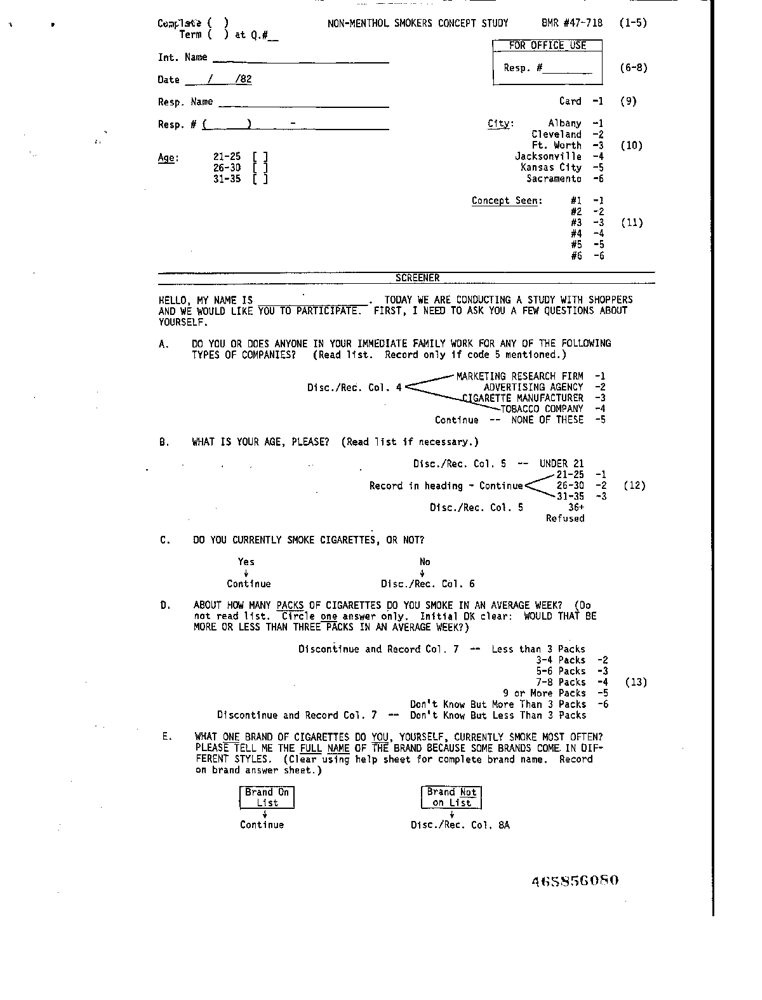 Complete ( ) NON-MENTHOL SMOKERS CONCEPT STUDY BMR #47-718 (1-5)
Term ( ) at Q.#__
FOR OFFICE USE
Int. Name ______________________
Resp. #________ (6-8)
Date ___/___/82
Resp. Name ______________________ Card -1 (9)
Resp. # (_____)_____-__________ City: Albany -1
Cleveland -2
Ft. Worth -3 (10)
Age: 21-25 [ ] Jacksonville -4
26-30 [ ] Kansas City -5
31-35 [ ] Sacramento -6
Concept Seen: #1 -1
#2 -2
#3 -3 (11)
#4 -4
#5 -5
#6 -6
SCREENER
HELLO, MY NAME IS ________________. TODAY WE ARE CONDUCTING A STUDY WITH SHOPPERS
AND WE WOULD LIKE YOU TO PARTICIPATE. FIRST, I NEED TO ASK YOU A FEW QUESTIONS ABOUT
YOURSELF.
A. DO YOU OR DOES ANYONE IN YOUR IMMEDIATE FAMILY WORK FOR ANY OF THE FOLLOWING
TYPES OF COMPANIES? (Read list. Record only if code 5 mentioned.)
MARKETING RESEARCH FIRM -1
Disc./Rec. Col. 4 ADVERTISING AGENCY -2
CIGARETTE MANUFACTURER -3
TOBACCO COMPANY -4
Continue -- NONE OF THESE -5
B. WHAT IS YOUR AGE, PLEASE? (Read list if necessary.)
Disc./Rec. Col. 5 -- UNDER 21
21-25 -1
Record in heading - Continue 26-30 -2 (12)
31-35 -3
Disc./Rec. Col. 5 36+
Refused
C. DO YOU CURRENTLY SMOKE CIGARETTES, OR NOT?
Yes No
↓ ↓
Continue Disc./Rec. Col. 6
D. ABOUT HOW MANY PACKS OF CIGARETTES DO YOU SMOKE IN AN AVERAGE WEEK? (Do
not read list. Circle one answer only. Initial DK clear: WOULD THAT BE
MORE OR LESS THAN THREE PACKS IN AN AVERAGE WEEK?)
Discontinue and Record Col. 7 -- Less than 3 Packs
3-4 Packs -2
5-6 Packs -3
7-8 Packs -4 (13)
9 or More Packs -5
Don't Know But More Than 3 Packs -6
Discontinue and Record Col. 7 -- Don't Know But Less Than 3 Packs
E. WHAT ONE BRAND OF CIGARETTES DO YOU, YOURSELF, CURRENTLY SMOKE MOST OFTEN?
PLEASE TELL ME THE FULL NAME OF THE BRAND BECAUSE SOME BRANDS COME IN DIF-
FERENT STYLES. (Clear using help sheet for complete brand name. Record
on brand answer sheet.)
Brand On Brand Not
List on List
↓ ↓
Continue Disc./Rec. Col. 8A
465856080